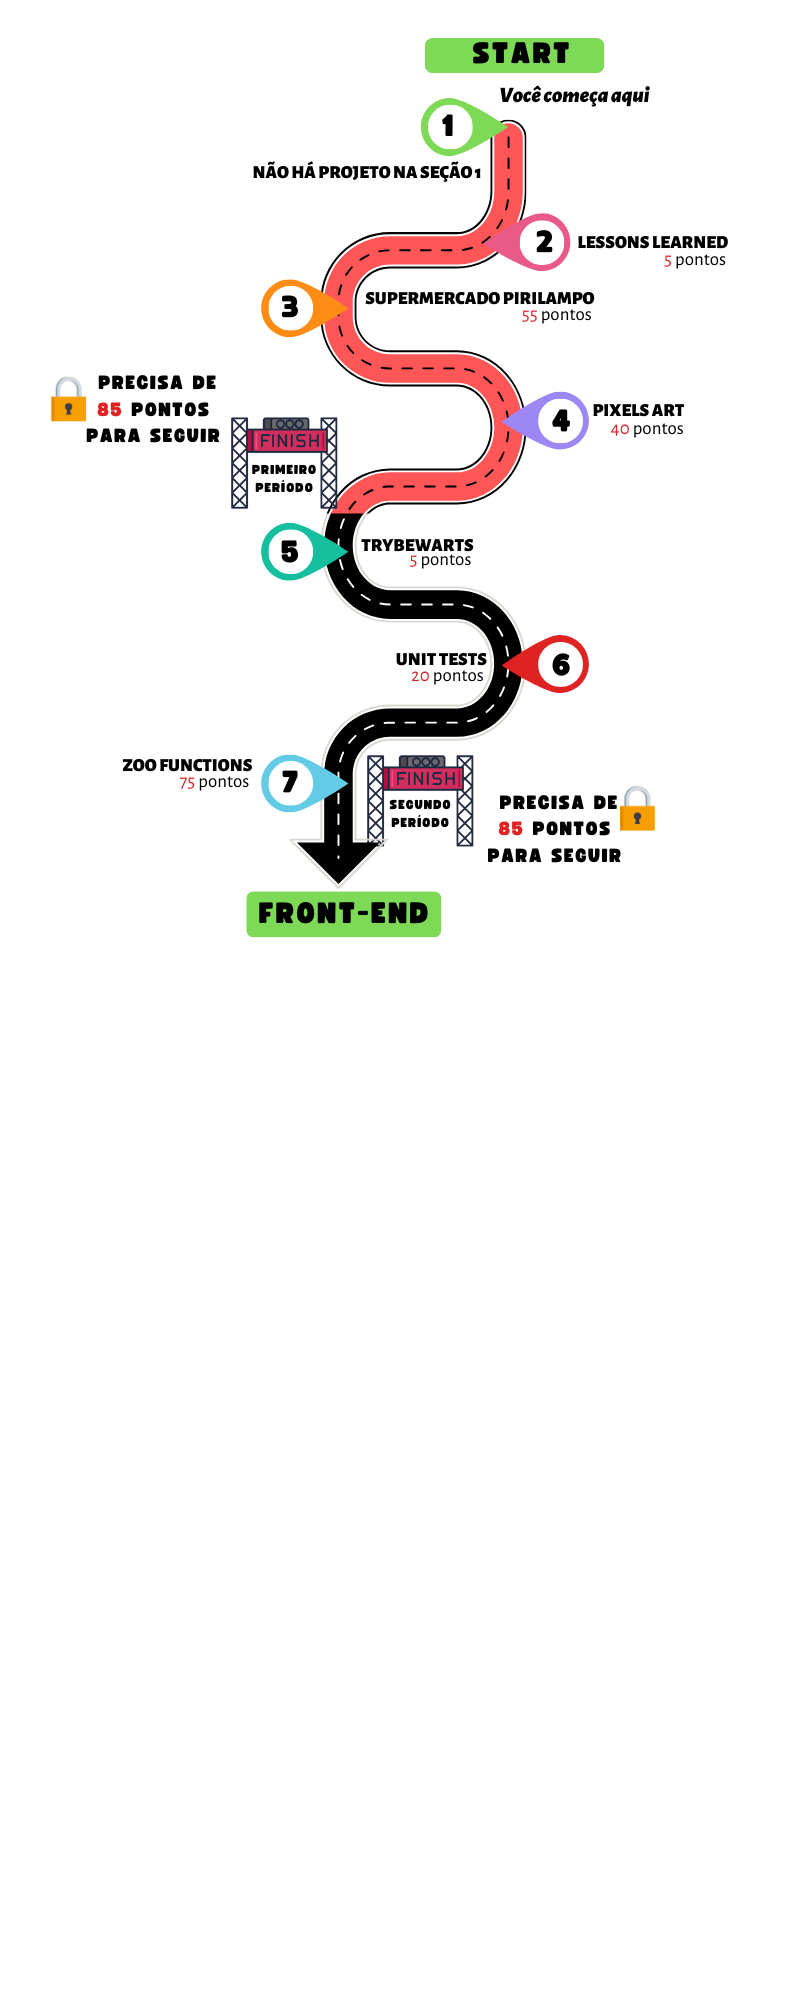 START
Você começa aqui
1
NÃO HÁ PROJETO NA SEÇÃO 1
2
LESSONS LEARNED
5 pontos
3
SUPERMERCADO PIRILAMPO
55 pontos
PRECISA DE
85 PONTOS
PARA SEGUIR
4
PIXELS ART
40 pontos
FINISH
PRIMEIRO
PERÍODO
5
TRYBEWARTS
5 pontos
UNIT TESTS
20 pontos
6
ZOO FUNCTIONS
75 pontos
7
FINISH
SEGUNDO
PERÍODO
PRECISA DE
85 PONTOS
PARA SEGUIR
FRONT-END